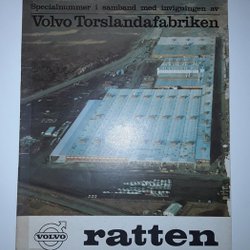 Specialnummer i samband med invigningen av
Volvo Torslandafabriken
VOLVO
ratten